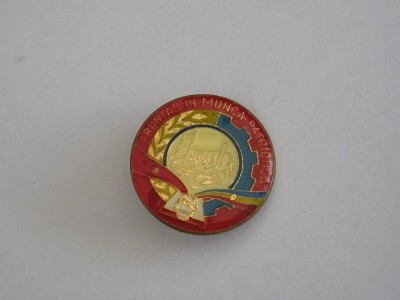 FRUNTAS IN MUNCA PATRIOTICA